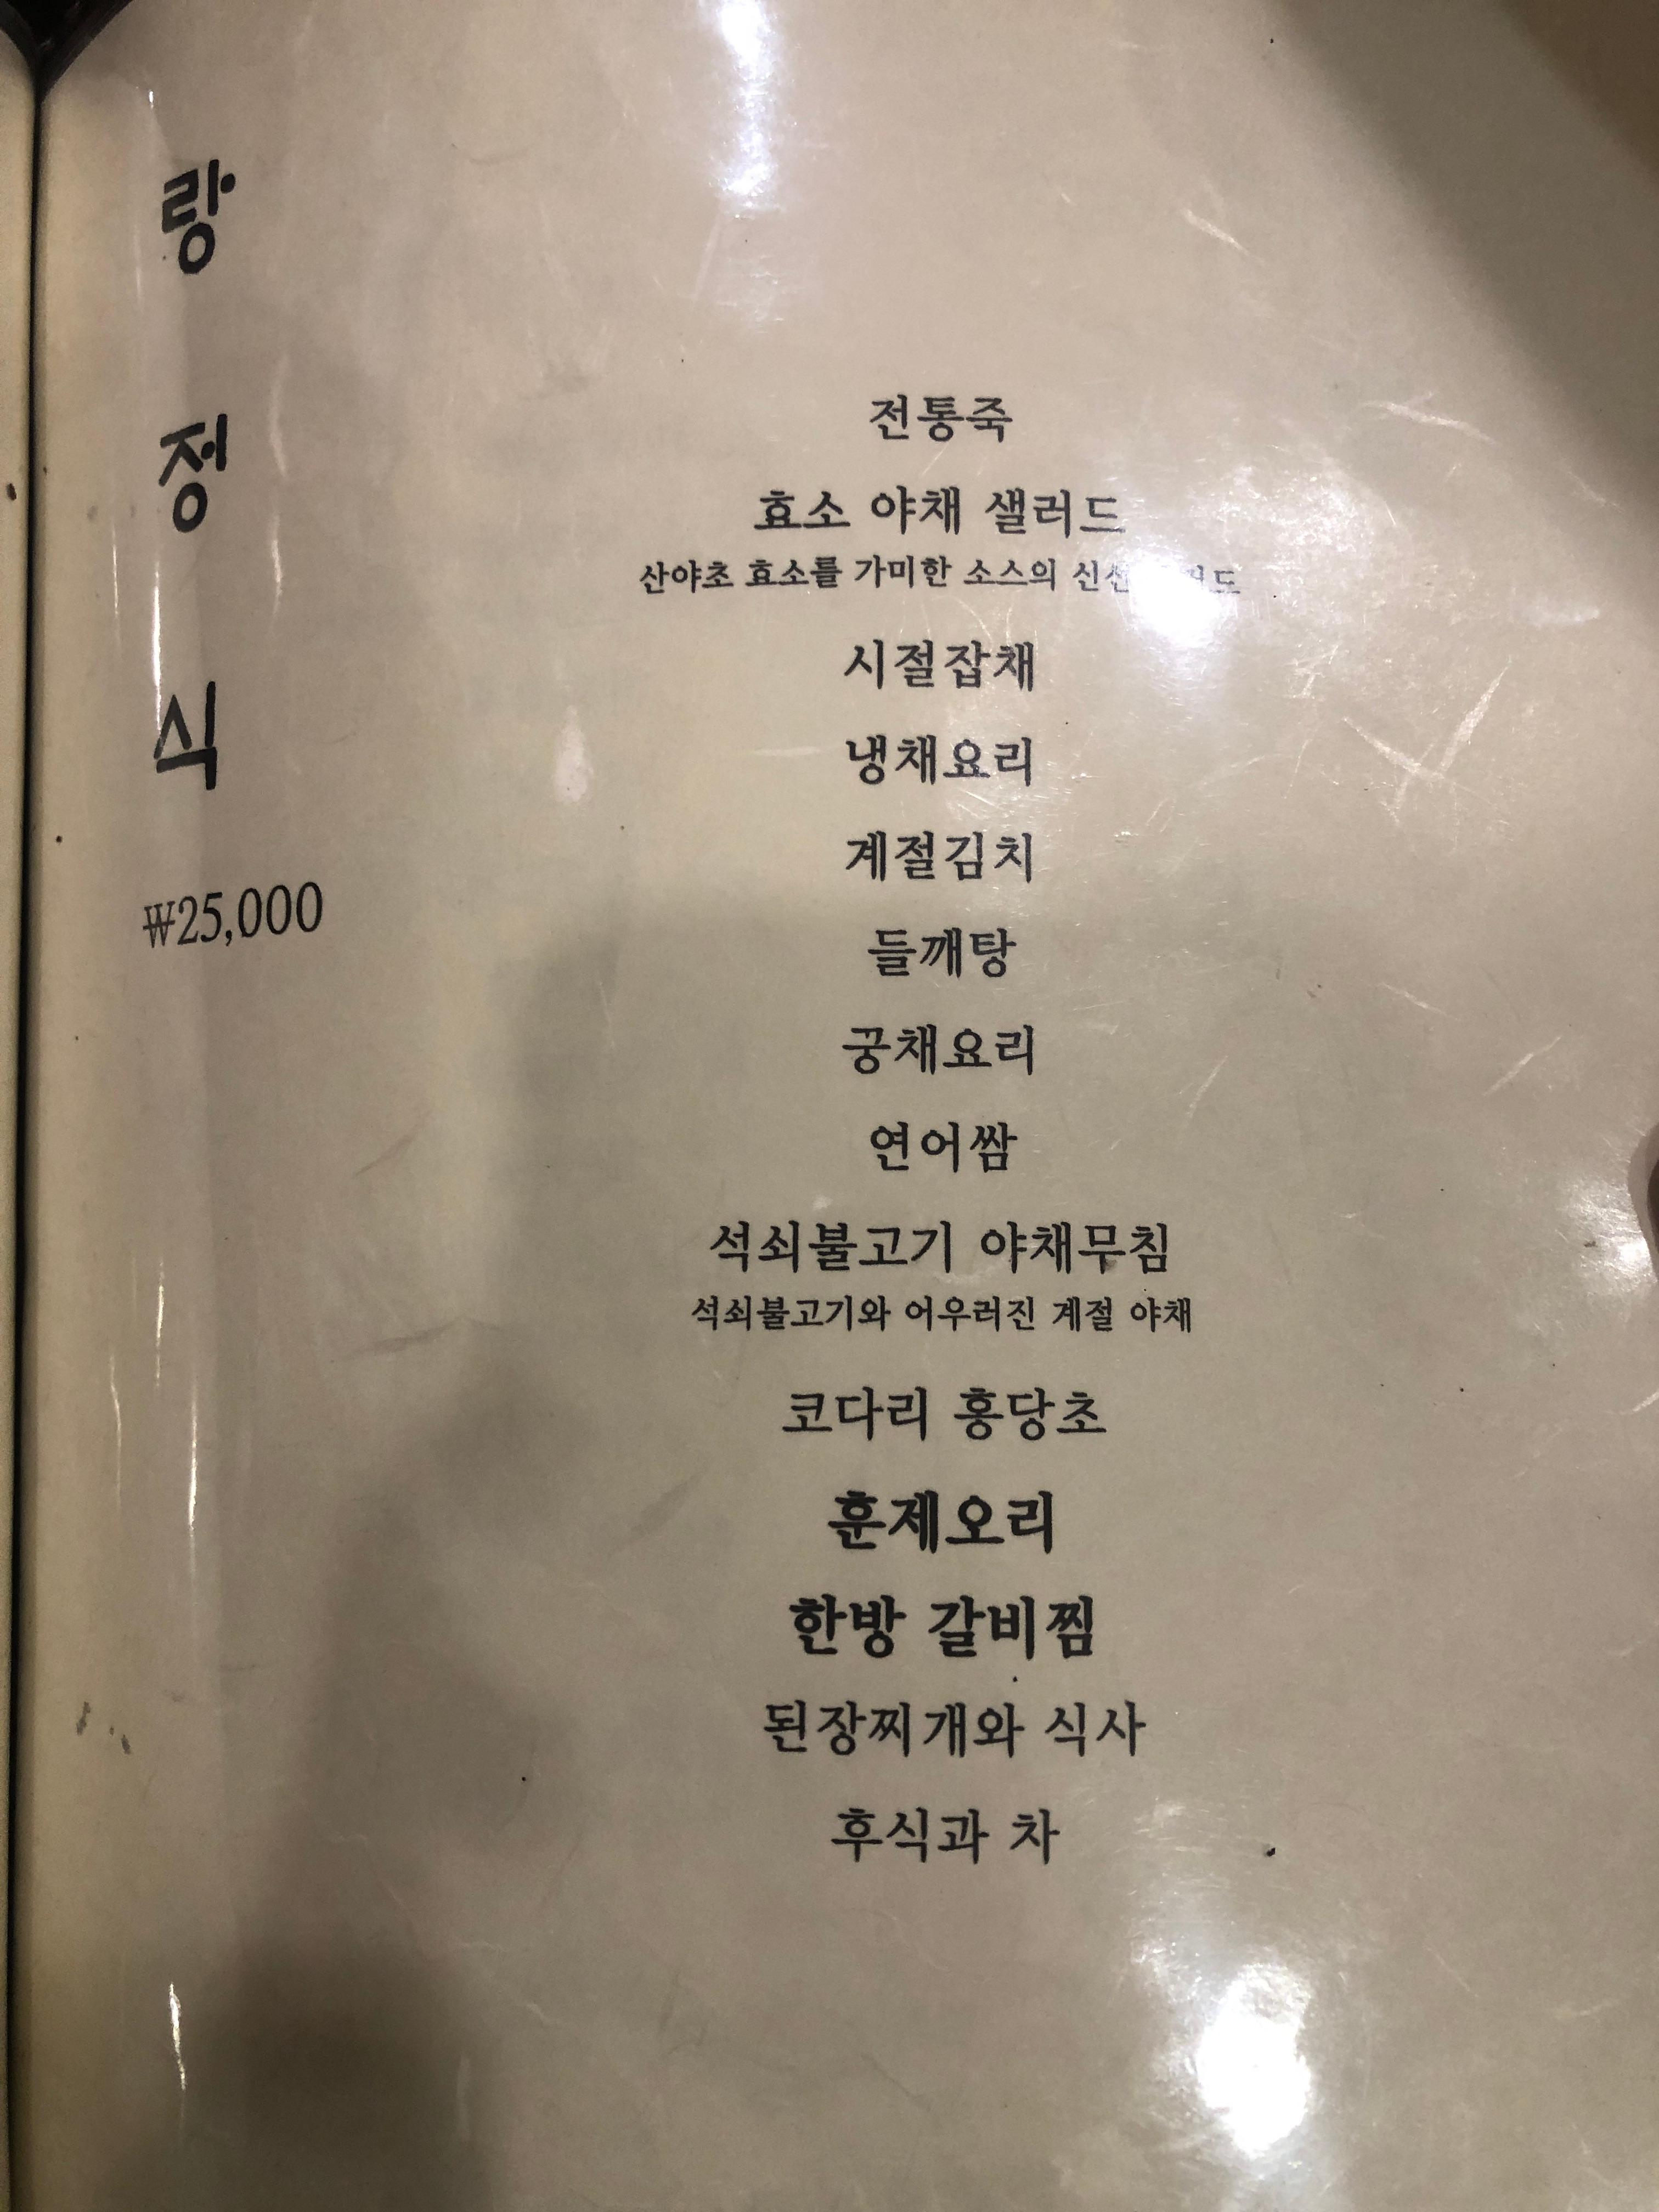 랑
정
식
₩25,000
전통죽
효소 야채 샐러드
산야초 효소를 가미한 소스의
시절잡채
냉채요리
계절김치
들깨탕
궁채요리
연어쌈
석쇠불고기 야채무침
석쇠불고기와 어우러진 계절 야채
코다리 홍당초
훈제오리
한방 갈비찜
된장찌개와 식사
후식과 차